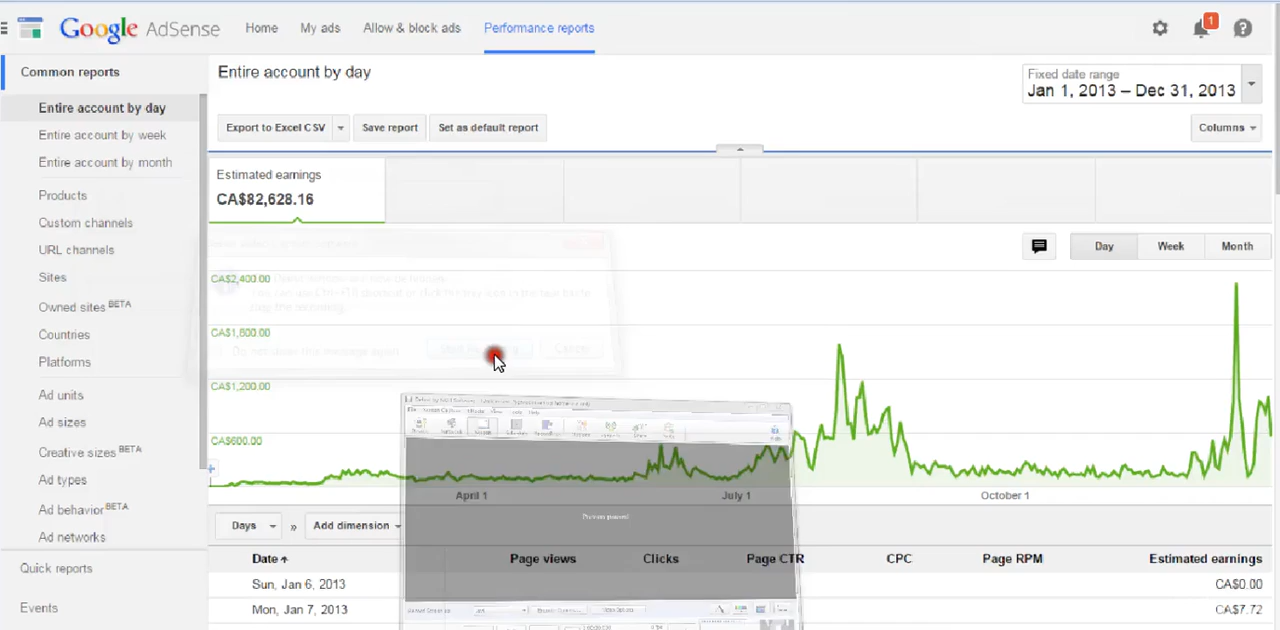 Google AdSense Home My ads Allow & block ads Performance reports 1
Common reports
Entire account by day
Entire account by week
Entire account by month
Products
Custom channels
URL channels
Sites
Owned sites BETA
Countries
Platforms
Ad units
Ad sizes
Creative sizes BETA
Ad types
Ad behavior BETA
Ad networks
Quick reports
Events
Entire account by day
Fixed date range
Jan 1, 2013 – Dec 31, 2013
Export to Excel CSV Save report Set as default report Columns
Estimated earnings
CA$82,628.16
Day Week Month
CA$2,400.00
CA$1,800.00
CA$1,200.00
CA$600.00
April 1 July 1 October 1
Days » Add dimension
Date Page views Clicks Page CTR CPC Page RPM Estimated earnings
Sun, Jan 6, 2013 CA$0.00
Mon, Jan 7, 2013 CA$7.72